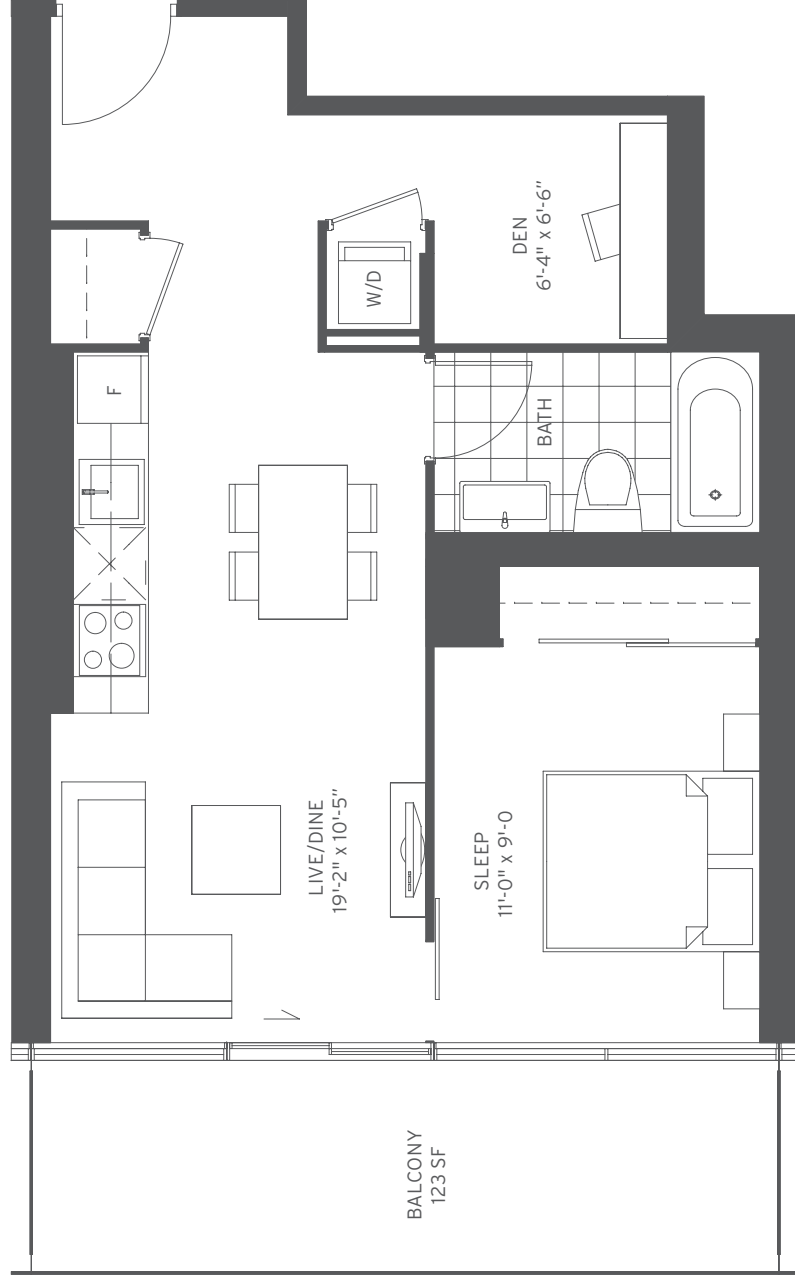 DEN
6'-4" x 6'-6"
W/D
F
BATH
LIVE/DINE
19'-2" x 10'-5"
SLEEP
11'-0" x 9'-0
BALCONY
123 SF